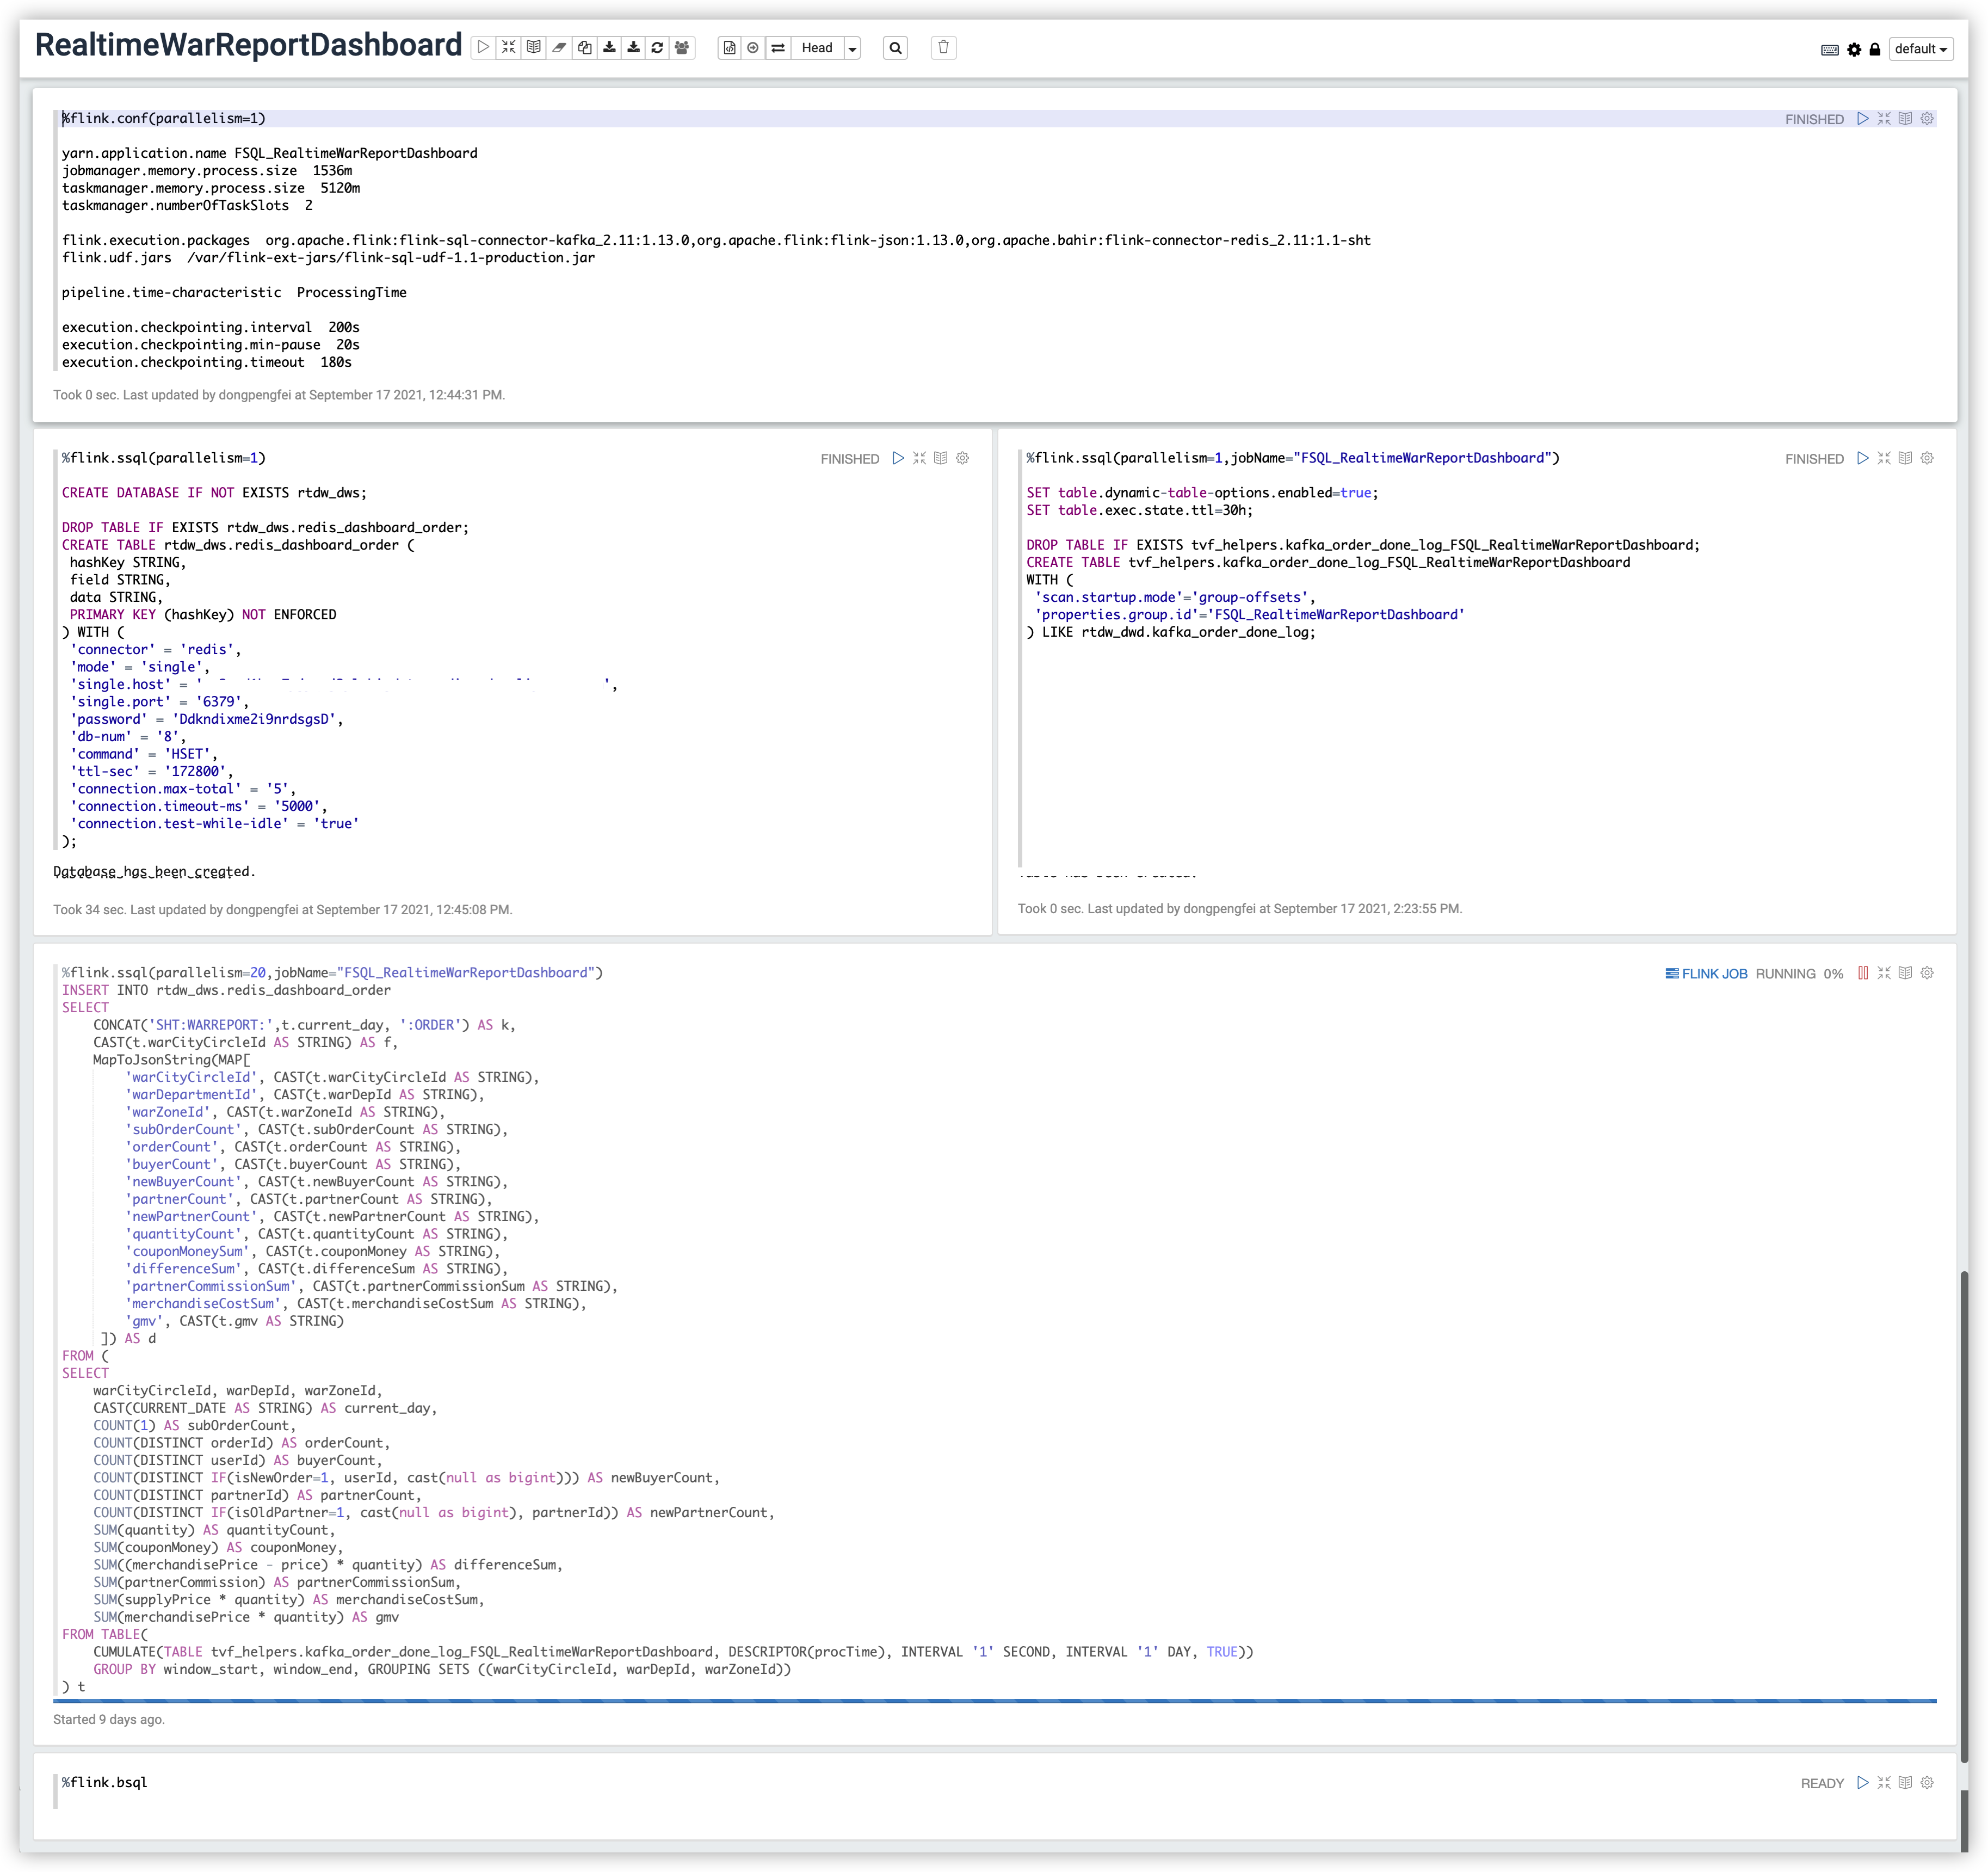 RealtimeWarReportDashboard
Head
default
%flink.conf(parallelism=1)
FINISHED
yarn.application.name FSQL_RealtimeWarReportDashboard
jobmanager.memory.process.size  1536m
taskmanager.memory.process.size  5120m
taskmanager.numberOfTaskSlots  2
flink.execution.packages  org.apache.flink:flink-sql-connector-kafka_2.11:1.13.0,org.apache.flink:flink-json:1.13.0,org.apache.bahir:flink-connector-redis_2.11:1.1-sht
flink.udf.jars  /var/flink-ext-jars/flink-sql-udf-1.1-production.jar
pipeline.time-characteristic  ProcessingTime
execution.checkpointing.interval  200s
execution.checkpointing.min-pause  20s
execution.checkpointing.timeout  180s
Took 0 sec. Last updated by dongpengfei at September 17 2021, 12:44:31 PM.
%flink.ssql(parallelism=1)
FINISHED
CREATE DATABASE IF NOT EXISTS rtdw_dws;
DROP TABLE IF EXISTS rtdw_dws.redis_dashboard_order;
CREATE TABLE rtdw_dws.redis_dashboard_order (
hashKey STRING,
field STRING,
data STRING,
PRIMARY KEY (hashKey) NOT ENFORCED
) WITH (
'connector' = 'redis',
'mode' = 'single',
'single.host' = ' ',
'single.port' = '6379',
'password' = 'Ddkndixme2i9nrdsgsD',
'db-num' = '8',
'command' = 'HSET',
'ttl-sec' = '172800',
'connection.max-total' = '5',
'connection.timeout-ms' = '5000',
'connection.test-while-idle' = 'true'
);
Database has been created.
Took 34 sec. Last updated by dongpengfei at September 17 2021, 12:45:08 PM.
%flink.ssql(parallelism=1,jobName="FSQL_RealtimeWarReportDashboard")
FINISHED
SET table.dynamic-table-options.enabled=true;
SET table.exec.state.ttl=30h;
DROP TABLE IF EXISTS tvf_helpers.kafka_order_done_log_FSQL_RealtimeWarReportDashboard;
CREATE TABLE tvf_helpers.kafka_order_done_log_FSQL_RealtimeWarReportDashboard
WITH (
'scan.startup.mode'='group-offsets',
'properties.group.id'='FSQL_RealtimeWarReportDashboard'
) LIKE rtdw_dwd.kafka_order_done_log;
Took 0 sec. Last updated by dongpengfei at September 17 2021, 2:23:55 PM.
%flink.ssql(parallelism=20,jobName="FSQL_RealtimeWarReportDashboard")
FLINK JOB RUNNING 0%
INSERT INTO rtdw_dws.redis_dashboard_order
SELECT
CONCAT('SHT:WARREPORT:',t.current_day, ':ORDER') AS k,
CAST(t.warCityCircleId AS STRING) AS f,
MapToJsonString(MAP[
'warCityCircleId', CAST(t.warCityCircleId AS STRING),
'warDepartmentId', CAST(t.warDepId AS STRING),
'warZoneId', CAST(t.warZoneId AS STRING),
'subOrderCount', CAST(t.subOrderCount AS STRING),
'orderCount', CAST(t.orderCount AS STRING),
'buyerCount', CAST(t.buyerCount AS STRING),
'newBuyerCount', CAST(t.newBuyerCount AS STRING),
'partnerCount', CAST(t.partnerCount AS STRING),
'newPartnerCount', CAST(t.newPartnerCount AS STRING),
'quantityCount', CAST(t.quantityCount AS STRING),
'couponMoneySum', CAST(t.couponMoney AS STRING),
'differenceSum', CAST(t.differenceSum AS STRING),
'partnerCommissionSum', CAST(t.partnerCommissionSum AS STRING),
'merchandiseCostSum', CAST(t.merchandiseCostSum AS STRING),
'gmv', CAST(t.gmv AS STRING)
]) AS d
FROM (
SELECT
warCityCircleId, warDepId, warZoneId,
CAST(CURRENT_DATE AS STRING) AS current_day,
COUNT(1) AS subOrderCount,
COUNT(DISTINCT orderId) AS orderCount,
COUNT(DISTINCT userId) AS buyerCount,
COUNT(DISTINCT IF(isNewOrder=1, userId, cast(null as bigint))) AS newBuyerCount,
COUNT(DISTINCT partnerId) AS partnerCount,
COUNT(DISTINCT IF(isOldPartner=1, cast(null as bigint), partnerId)) AS newPartnerCount,
SUM(quantity) AS quantityCount,
SUM(couponMoney) AS couponMoney,
SUM((merchandisePrice - price) * quantity) AS differenceSum,
SUM(partnerCommission) AS partnerCommissionSum,
SUM(supplyPrice * quantity) AS merchandiseCostSum,
SUM(merchandisePrice * quantity) AS gmv
FROM TABLE(
CUMULATE(TABLE tvf_helpers.kafka_order_done_log_FSQL_RealtimeWarReportDashboard, DESCRIPTOR(procTime), INTERVAL '1' SECOND, INTERVAL '1' DAY, TRUE))
GROUP BY window_start, window_end, GROUPING SETS ((warCityCircleId, warDepId, warZoneId))
) t
Started 9 days ago.
%flink.bsql
READY